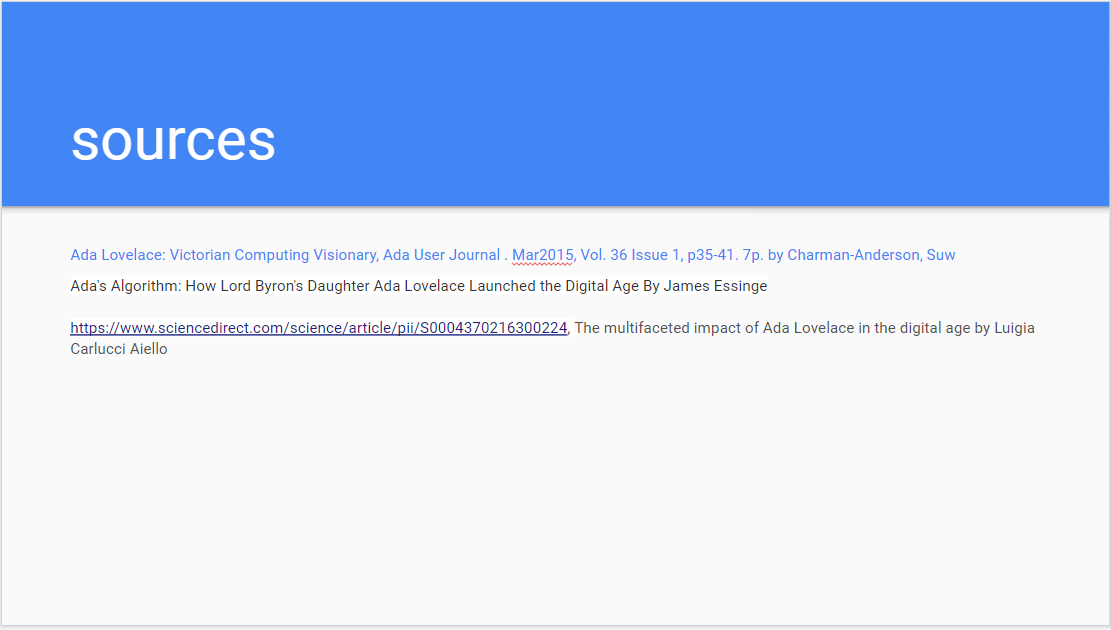 sources
Ada Lovelace: Victorian Computing Visionary, Ada User Journal . Mar2015, Vol. 36 Issue 1, p35-41. 7p. by Charman-Anderson, Suw
Ada's Algorithm: How Lord Byron's Daughter Ada Lovelace Launched the Digital Age By James Essinge
https://www.sciencedirect.com/science/article/pii/S0004370216300224, The multifaceted impact of Ada Lovelace in the digital age by Luigia
Carlucci Aiello